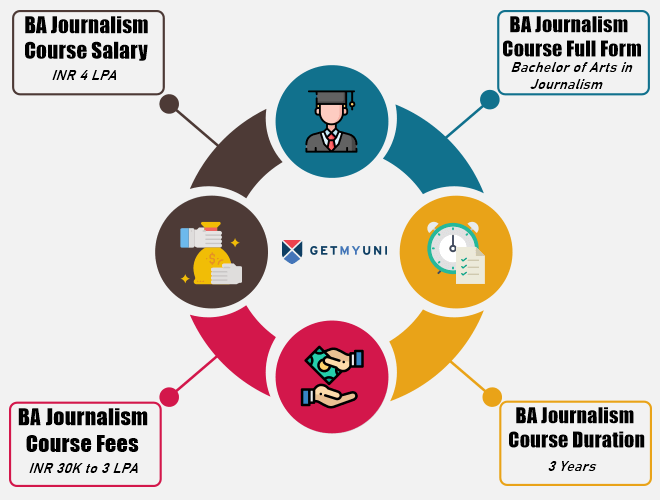 BA Journalism
Course Salary
INR 4 LPA
BA Journalism
Course Full Form
Bachelor of Arts in
Journalism
GETMYUNI
BA Journalism
Course Fees
INR 30K to 3 LPA
BA Journalism
Course Duration
3 Years